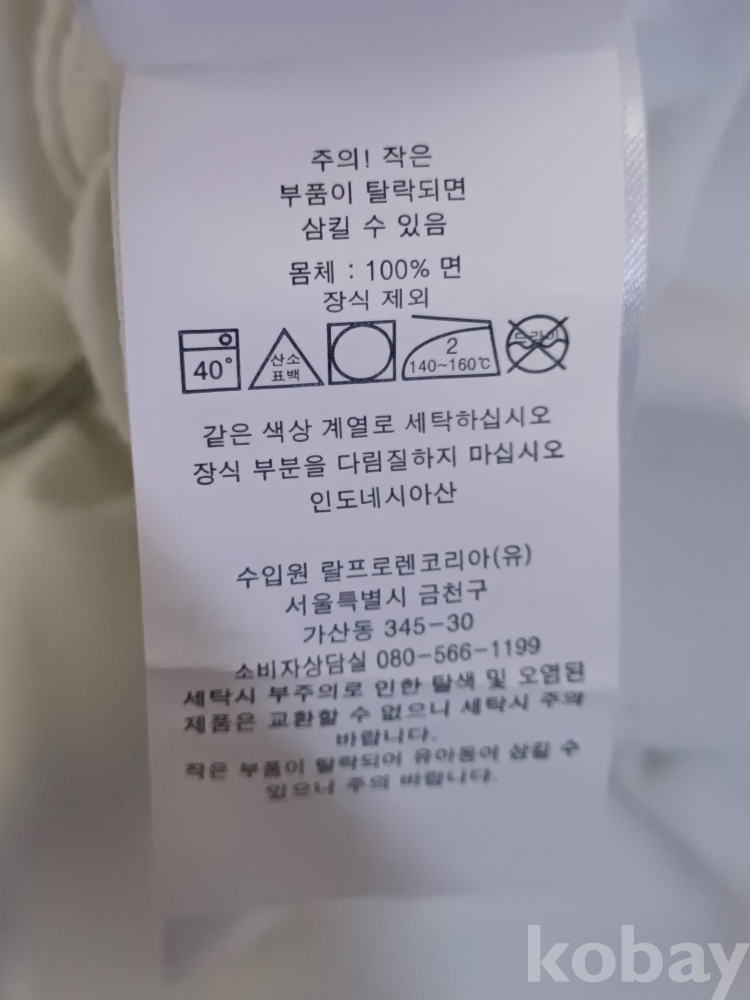 주의! 작은
부품이 탈락되면
삼킬 수 있음
몸체 : 100% 면
장식 제외
40°
산소
표백
2
140~160℃
드라이
같은 색상 계열로 세탁하십시오
장식 부분을 다림질하지 마십시오
인도네시아산
수입원 랄프로렌코리아(유)
서울특별시 금천구
가산동 345-30
소비자상담실 080-566-1199
세탁시 부주의로 인한 탈색 및 오염된
제품은 교환할 수 없으니 세탁시 주의
바랍니다.
작은 부품이 탈락되어 유아동이 삼킬 수
있으니 주의 바랍니다.
kobay